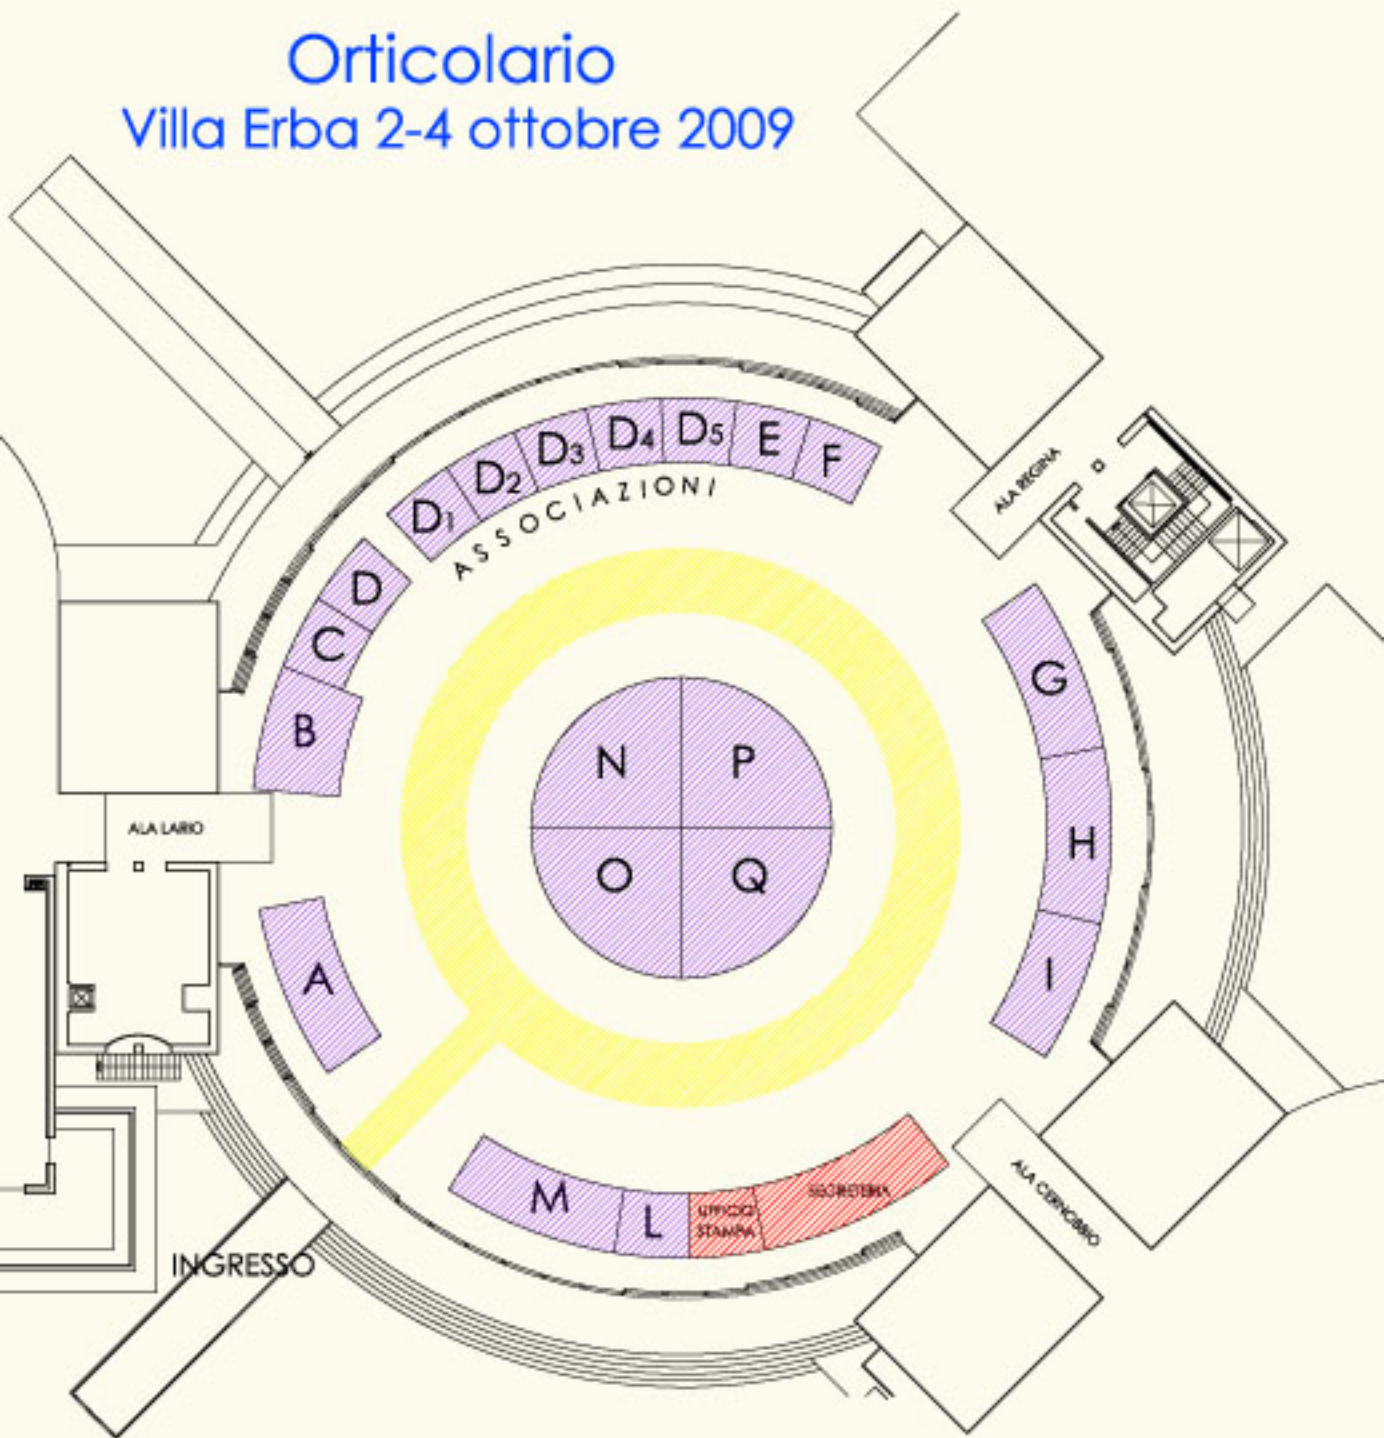 Orticolario
Villa Erba 2-4 ottobre 2009
D1
D2
D3
D4
D5
E
F
ASSOCIAZIONI
ALA REGINA
D
C
B
G
N
P
ALA LARIO
H
O
Q
A
I
M
L
UFFICIO
STAMPA
SEGRETERIA
ALA CERNOBBIO
INGRESSO